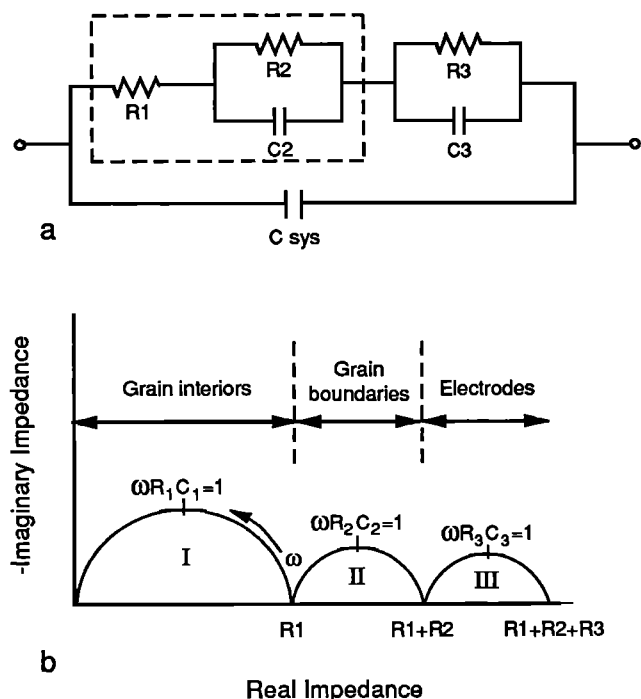 R1
R2
C2
R3
C3
C sys
a
-Imaginary Impedance
Grain interiors
Grain
boundaries
Electrodes
ωR₁C₁=1
ωR₂C₂=1
ωR₃C₃=1
ω
I
II
III
R1
R1+R2
R1+R2+R3
b
Real Impedance